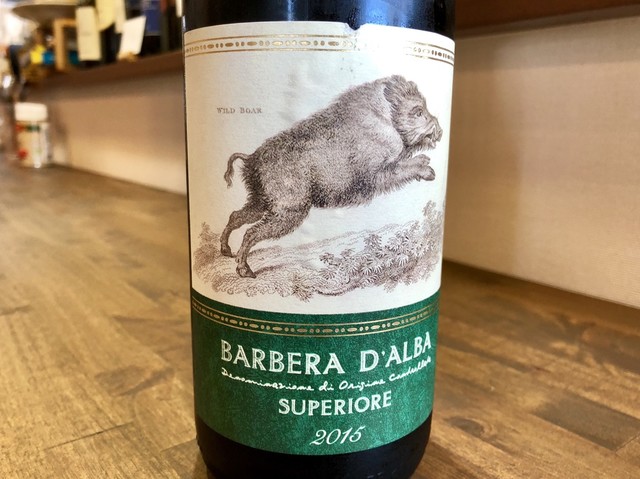 WILD BOAR
BARBERA D'ALBA
Denominazione di Origine Controllata
SUPERIORE
2015